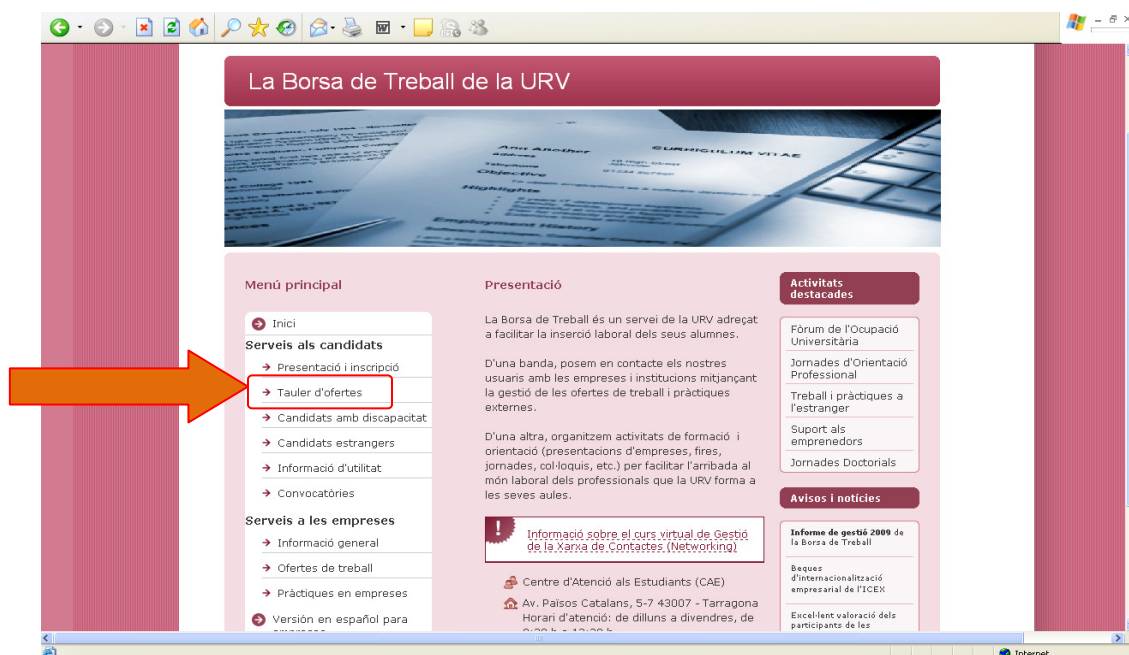 La Borsa de Treball de la URV
Ann Another
CURRICULUM VITAE
Objective
Highlights
Employment History
Menú principal
Inici
Serveis als candidats
Presentació i inscripció
Tauler d'ofertes
Candidats amb discapacitat
Candidats estrangers
Informació d'utilitat
Convocatòries
Serveis a les empreses
Informació general
Ofertes de treball
Pràctiques en empreses
Versión en español para
Presentació
La Borsa de Treball és un servei de la URV adreçat
a facilitar la inserció laboral dels seus alumnes.
D'una banda, posem en contacte els nostres
usuaris amb les empreses i institucions mitjançant
la gestió de les ofertes de treball i pràctiques
externes.
D'una altra, organitzem activitats de formació i
orientació (presentacions d'empreses, fires,
jornades, col·loquis, etc.) per facilitar l'arribada al
món laboral dels professionals que la URV forma a
les seves aules.
Informació sobre el curs virtual de Gestió
de la Xarxa de Contactes (Networking)
Centre d'Atenció als Estudiants (CAE)
Av. Països Catalans, 5-7 43007 - Tarragona
Horari d'atenció: de dilluns a divendres, de
Activitats
destacades
Fòrum de l'Ocupació
Universitària
Jornades d'Orientació
Professional
Treball i pràctiques a
l'estranger
Suport als
emprenedors
Jornades Doctorials
Avisos i notícies
Informe de gestió 2009 de
la Borsa de Treball
Beques
d'internacionalització
empresarial de l'ICEX
Excel·lent valoració dels
participants de les
Internet